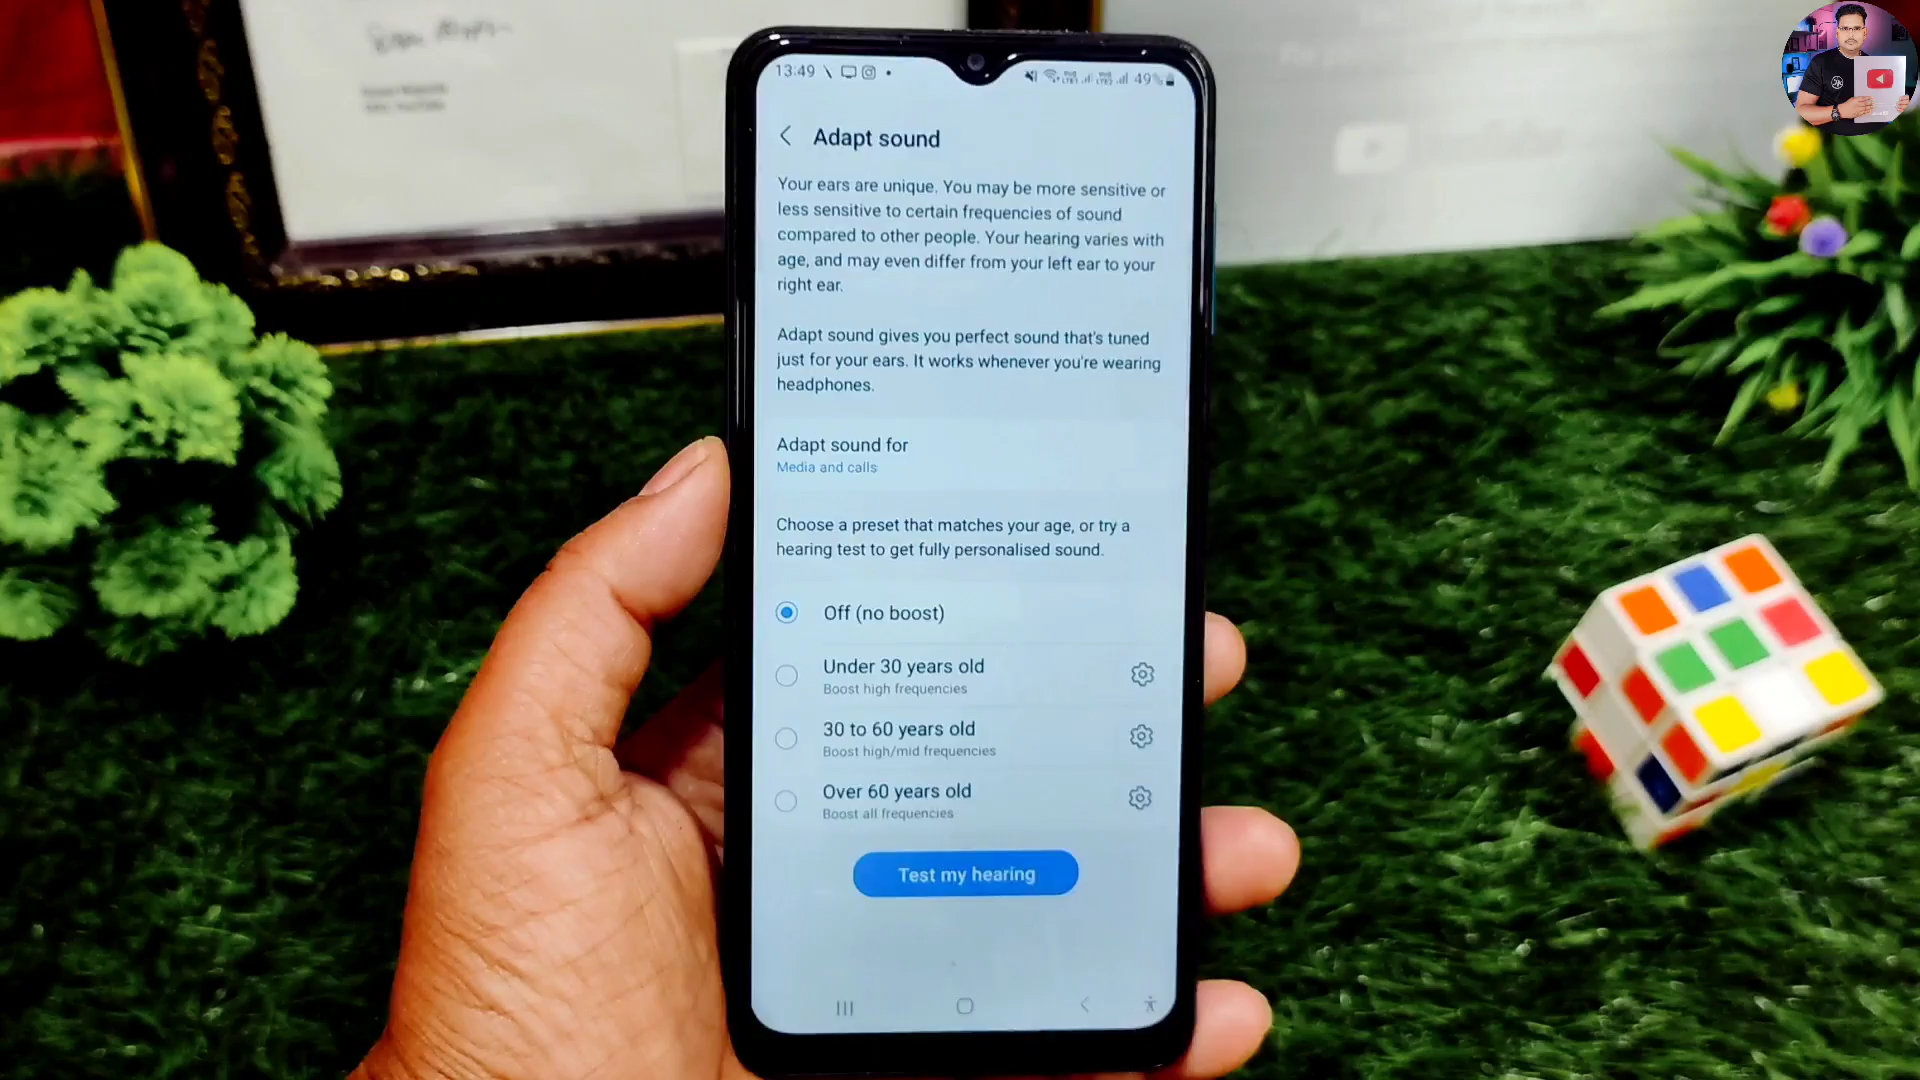 13:49
49%
Adapt sound
Your ears are unique. You may be more sensitive or
less sensitive to certain frequencies of sound
compared to other people. Your hearing varies with
age, and may even differ from your left ear to your
right ear.
Adapt sound gives you perfect sound that's tuned
just for your ears. It works whenever you're wearing
headphones.
Adapt sound for
Media and calls
Choose a preset that matches your age, or try a
hearing test to get fully personalised sound.
Off (no boost)
Under 30 years old
Boost high frequencies
30 to 60 years old
Boost high/mid frequencies
Over 60 years old
Boost all frequencies
Test my hearing